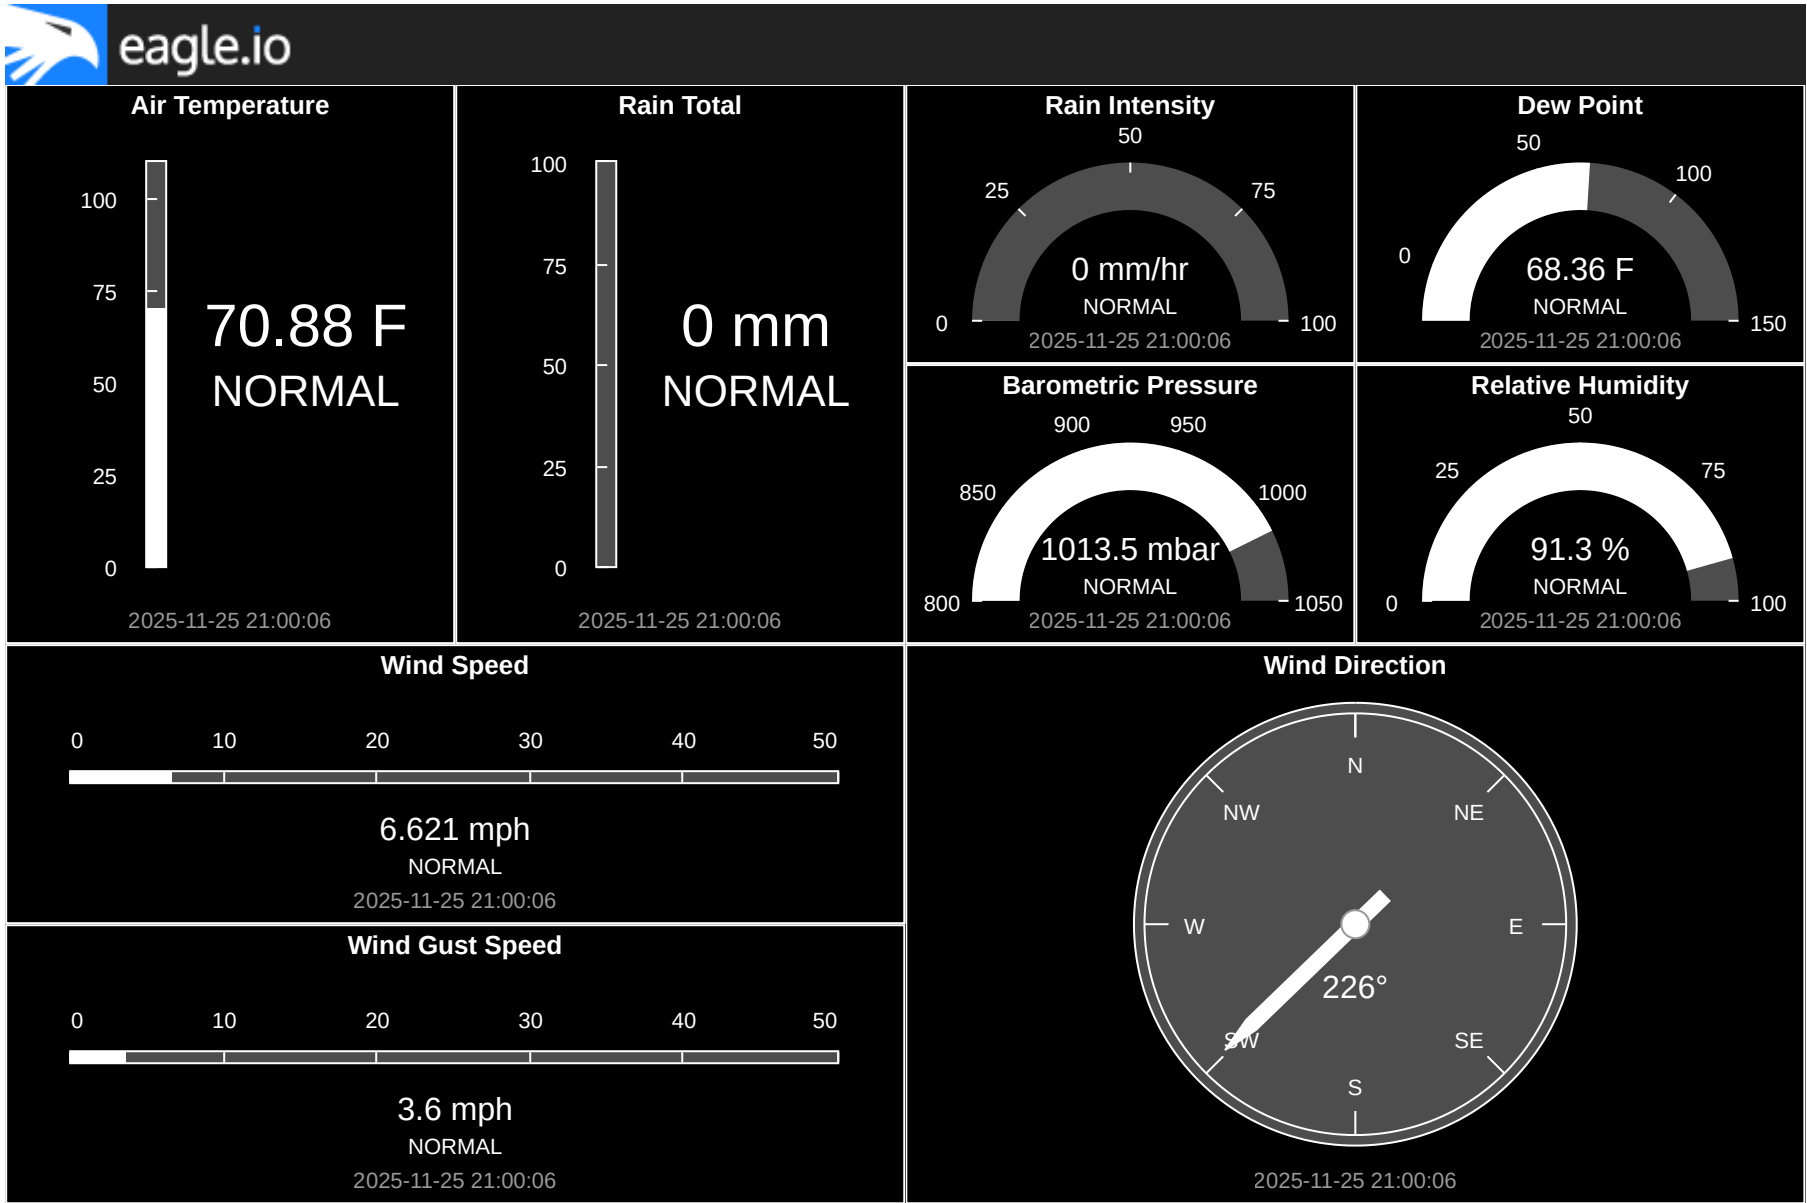 eagle.io
Air Temperature
100
75
50
25
0
70.88 F
NORMAL
2025-11-25 21:00:06
Rain Total
100
75
50
25
0
0 mm
NORMAL
2025-11-25 21:00:06
Rain Intensity
0
25
50
75
100
0 mm/hr
NORMAL
2025-11-25 21:00:06
Dew Point
0
50
100
150
68.36 F
NORMAL
2025-11-25 21:00:06
Barometric Pressure
800
850
900
950
1000
1050
1013.5 mbar
NORMAL
2025-11-25 21:00:06
Relative Humidity
0
25
50
75
100
91.3 %
NORMAL
2025-11-25 21:00:06
Wind Speed
0 10 20 30 40 50
6.621 mph
NORMAL
2025-11-25 21:00:06
Wind Gust Speed
0 10 20 30 40 50
3.6 mph
NORMAL
2025-11-25 21:00:06
Wind Direction
N
NW NE
W E
226°
SW SE
S
2025-11-25 21:00:06